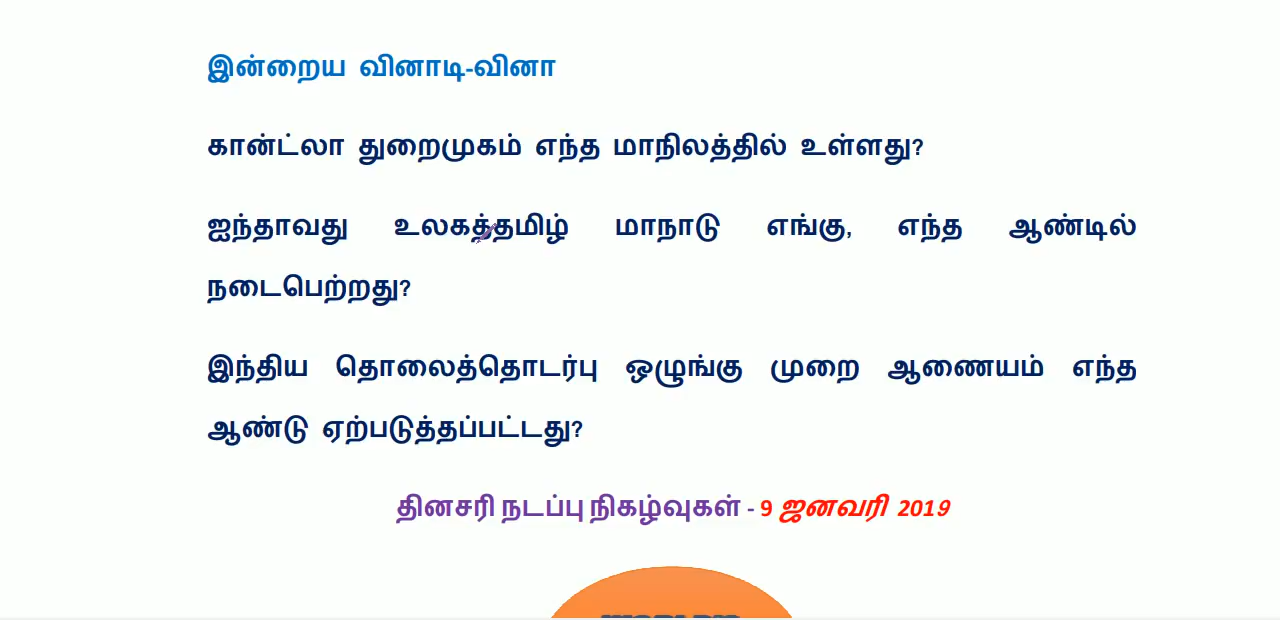 இன்றைய வினாடி-வினா
கான்ட்லா துறைமுகம் எந்த மாநிலத்தில் உள்ளது?
ஐந்தாவது உலகத்தமிழ் மாநாடு எங்கு, எந்த ஆண்டில்
நடைபெற்றது?
இந்திய தொலைத்தொடர்பு ஒழுங்கு முறை ஆணையம் எந்த
ஆண்டு ஏற்படுத்தப்பட்டது?
தினசரி நடப்பு நிகழ்வுகள் - 9 ஜனவரி 2019